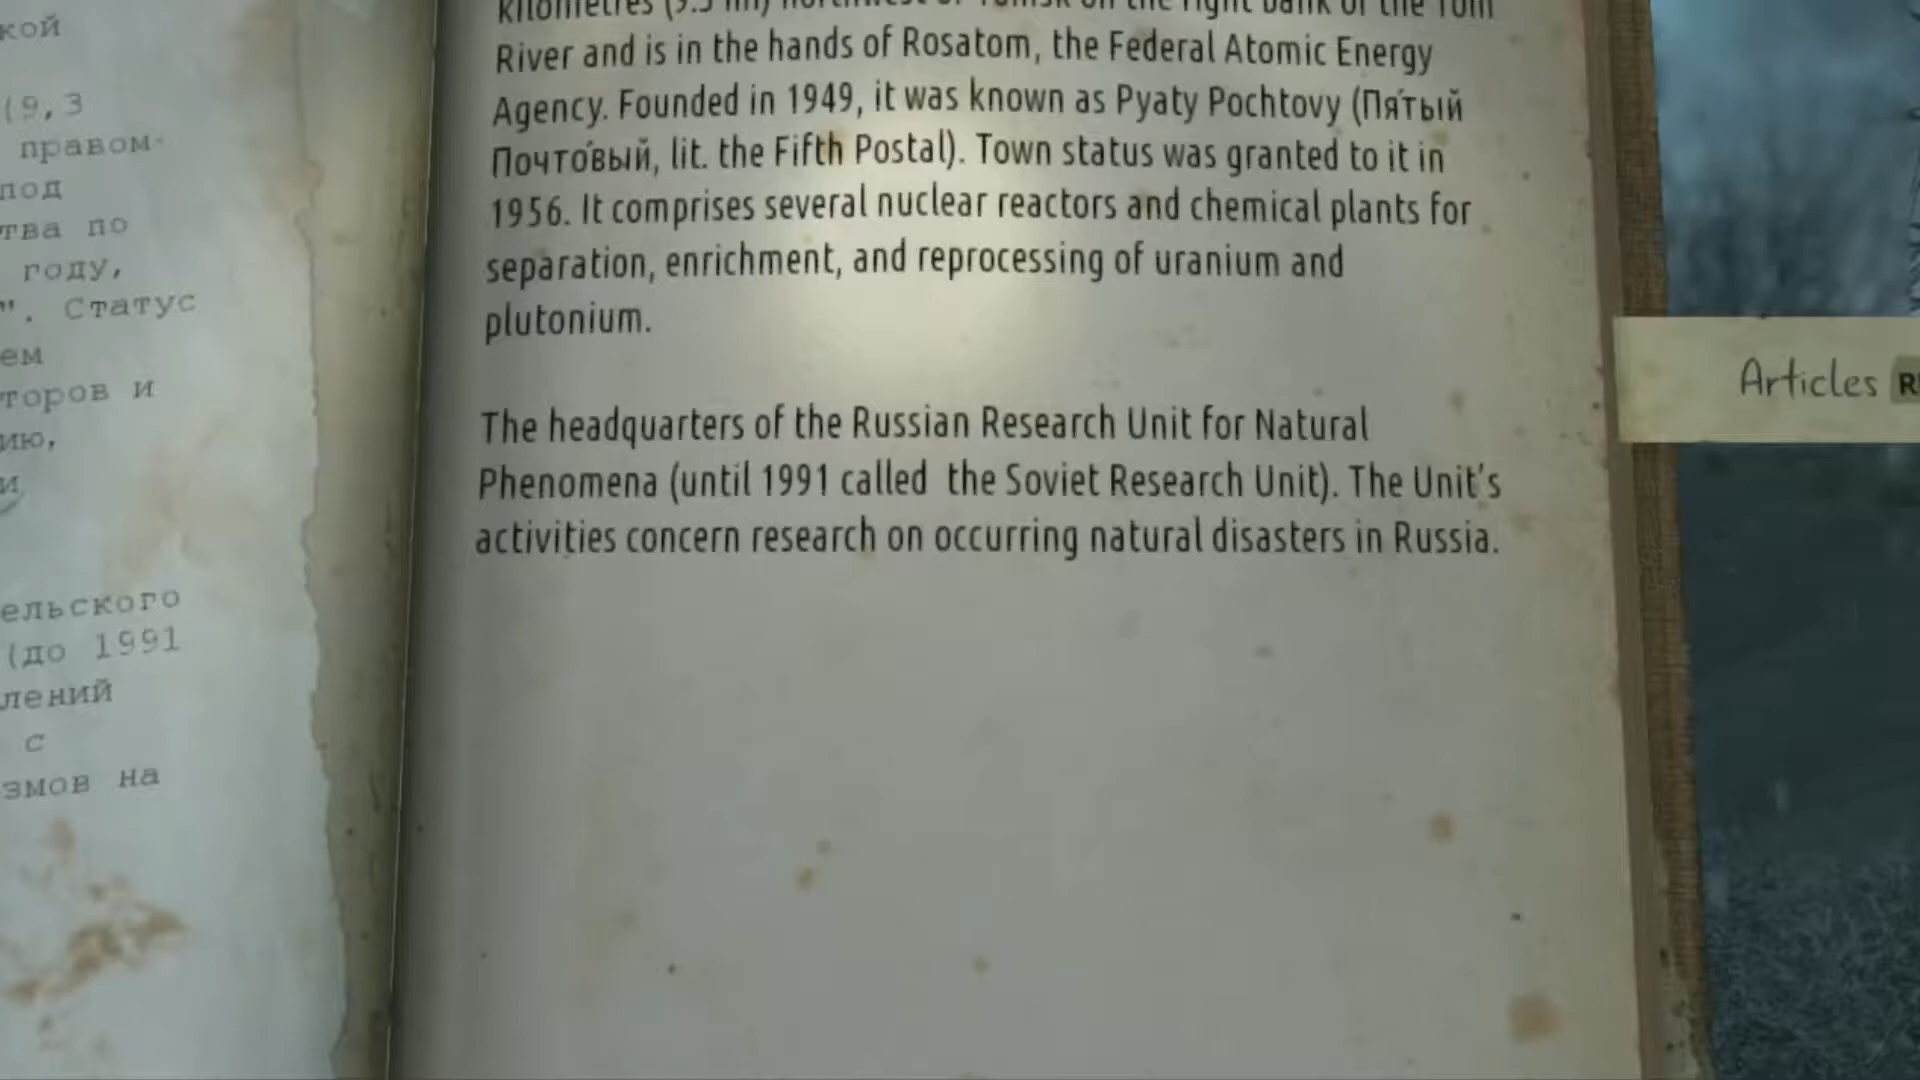 кой
(9,3
правом-
под
тва по
году,
". Статус
ем
торов и
ию,
и
ельского
(до 1991
лений
с
змов на
River and is in the hands of Rosatom, the Federal Atomic Energy
Agency. Founded in 1949, it was known as Pyaty Pochtovy (Пя́тый
Почто́вый, lit. the Fifth Postal). Town status was granted to it in
1956. It comprises several nuclear reactors and chemical plants for
separation, enrichment, and reprocessing of uranium and
plutonium.
The headquarters of the Russian Research Unit for Natural
Phenomena (until 1991 called the Soviet Research Unit). The Unit's
activities concern research on occurring natural disasters in Russia.
Articles